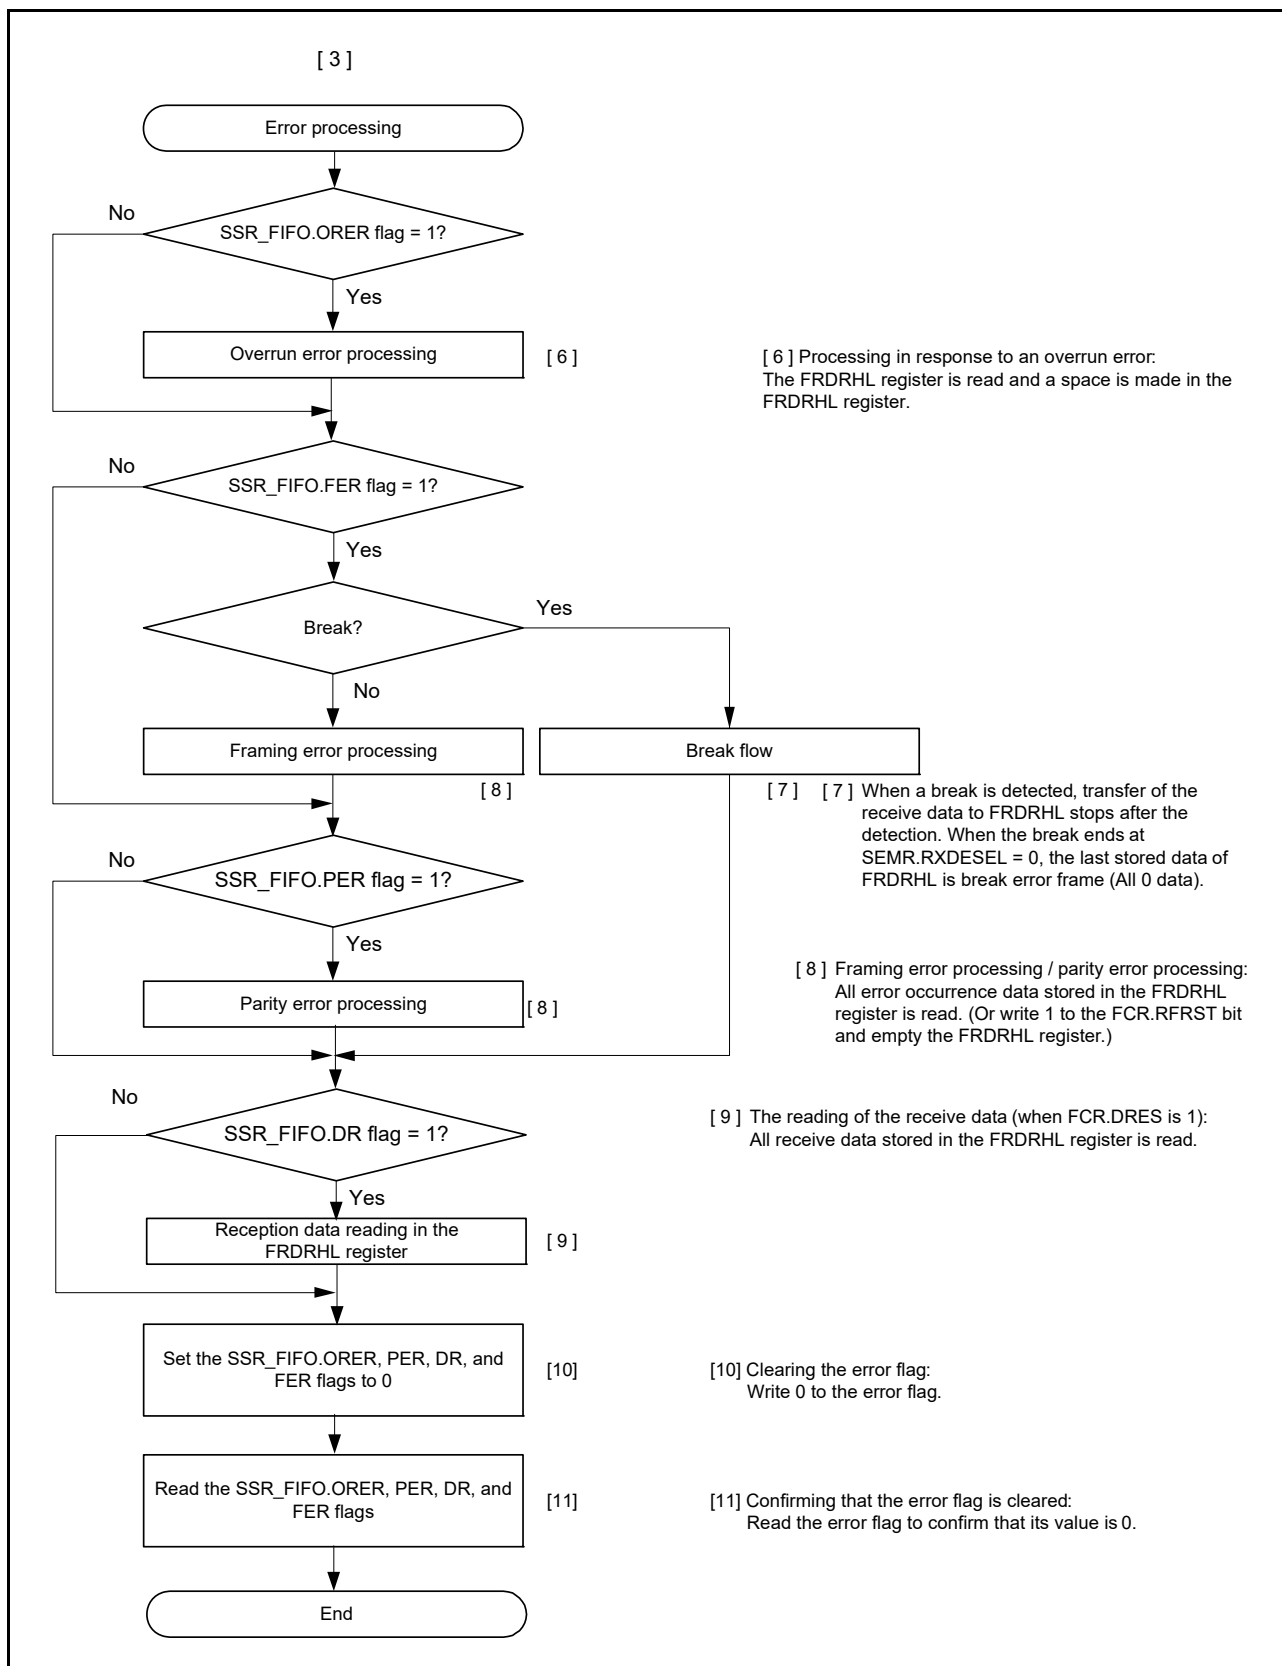 [ 3 ]
Error processing
No
SSR_FIFO.ORER flag = 1?
Yes
Overrun error processing
[ 6 ]
[ 6 ] Processing in response to an overrun error:
The FRDRHL register is read and a space is made in the
FRDRHL register.
No
SSR_FIFO.FER flag = 1?
Yes
Break?
Yes
No
Framing error processing
Break flow
[ 8 ]
[ 7 ]
[ 7 ] When a break is detected, transfer of the
receive data to FRDRHL stops after the
detection. When the break ends at
SEMR.RXDESEL = 0, the last stored data of
FRDRHL is break error frame (All 0 data).
No
SSR_FIFO.PER flag = 1?
Yes
Parity error processing
[ 8 ]
[ 8 ] Framing error processing / parity error processing:
All error occurrence data stored in the FRDRHL
register is read. (Or write 1 to the FCR.RFRST bit
and empty the FRDRHL register.)
No
SSR_FIFO.DR flag = 1?
[ 9 ] The reading of the receive data (when FCR.DRES is 1):
All receive data stored in the FRDRHL register is read.
Yes
Reception data reading in the
FRDRHL register
[ 9 ]
Set the SSR_FIFO.ORER, PER, DR, and
FER flags to 0
[10]
[10] Clearing the error flag:
Write 0 to the error flag.
Read the SSR_FIFO.ORER, PER, DR, and
FER flags
[11]
[11] Confirming that the error flag is cleared:
Read the error flag to confirm that its value is 0.
End